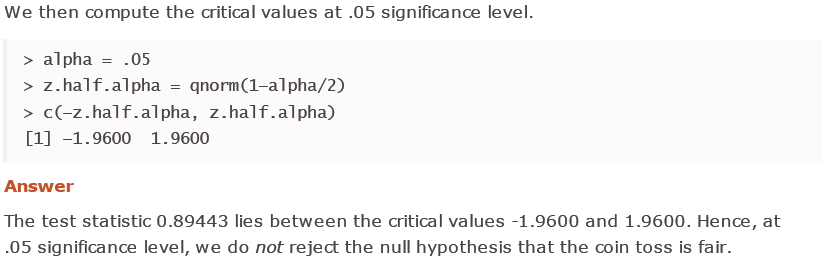 We then compute the critical values at .05 significance level.
> alpha = .05
> z.half.alpha = qnorm(1−alpha/2)
> c(−z.half.alpha, z.half.alpha)
[1] −1.9600  1.9600
Answer
The test statistic 0.89443 lies between the critical values -1.9600 and 1.9600. Hence, at
.05 significance level, we do not reject the null hypothesis that the coin toss is fair.